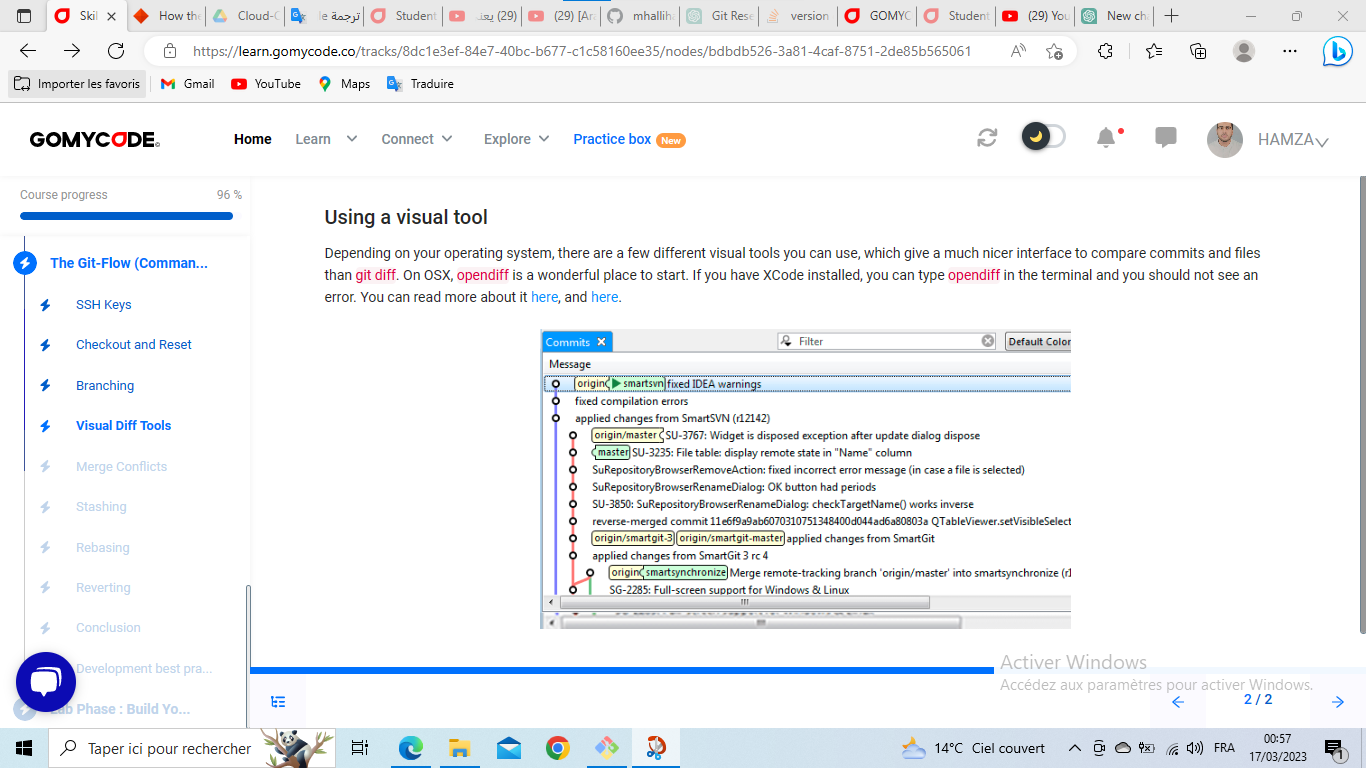 Skil
How the
Cloud-C
ترجمة
Student
(29) يعن
(29) [Ar
mhalliha
Git Rese
version
GOMYC
Student
(29) You
New cha
https://learn.gomycode.co/tracks/8dc1e3ef-84e7-40bc-b677-c1c58160ee35/nodes/bdbdb526-3a81-4caf-8751-2de85b565061
Importer les favoris
Gmail
YouTube
Maps
Traduire
GOMYCODE
Home
Learn
Connect
Explore
Practice box New
HAMZA
Course progress 96 %
The Git-Flow (Comman...
SSH Keys
Checkout and Reset
Branching
Visual Diff Tools
Merge Conflicts
Stashing
Rebasing
Reverting
Conclusion
Development best pra...
Lab Phase : Build Yo...
Using a visual tool
Depending on your operating system, there are a few different visual tools you can use, which give a much nicer interface to compare commits and files
than git diff. On OSX, opendiff is a wonderful place to start. If you have XCode installed, you can type opendiff in the terminal and you should not see an
error. You can read more about it here, and here.
Commits
Filter
Default Color
Message
origin smartsvn fixed IDEA warnings
fixed compilation errors
applied changes from SmartSVN (r12142)
origin/master SU-3767: Widget is disposed exception after update dialog dispose
master SU-3235: File table: display remote state in "Name" column
SuRepositoryBrowserRemoveAction: fixed incorrect error message (in case a file is selected)
SuRepositoryBrowserRenameDialog: OK button had periods
SU-3850: SuRepositoryBrowserRenameDialog: checkTargetName() works inverse
reverse-merged commit 11e6f9a9ab6070310751348400d044ad6a80803a QTableViewer.setVisibleSelect
origin/smartgit-3 origin/smartgit-master applied changes from SmartGit
applied changes from SmartGit 3 rc 4
origin smartsynchronize Merge remote-tracking branch 'origin/master' into smartsynchronize (r1
SG-2285: Full-screen support for Windows & Linux
Activer Windows
Accédez aux paramètres pour activer Windows.
2 / 2
Taper ici pour rechercher
14°C Ciel couvert
FRA
00:57
17/03/2023
1